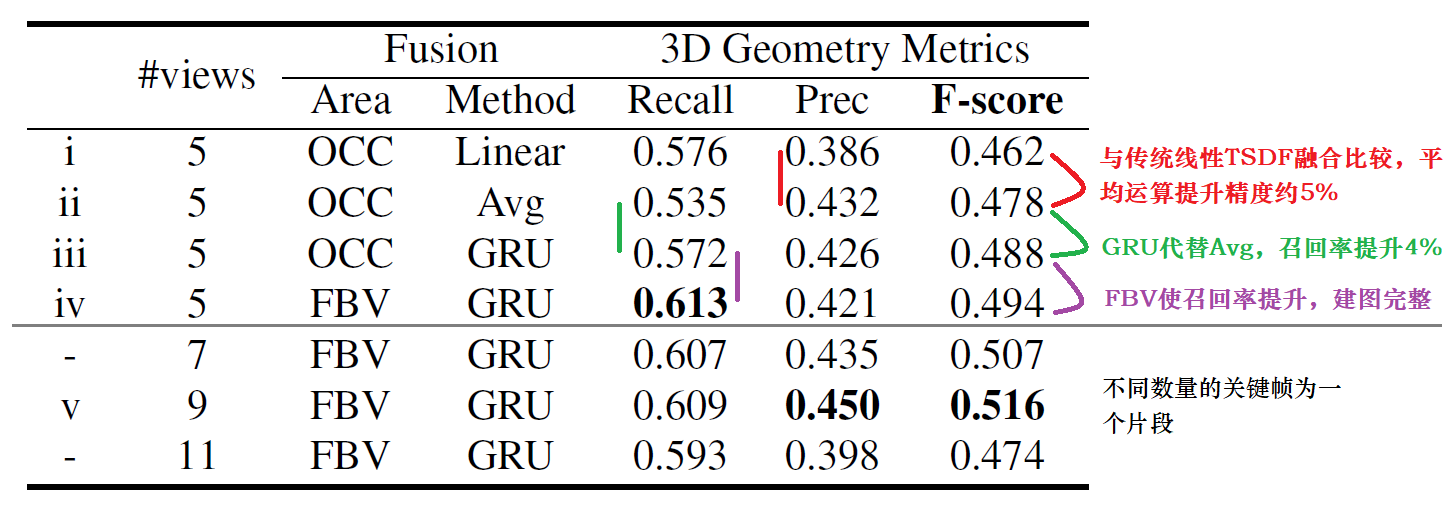 Fusion 3D Geometry Metrics
#views
Area Method Recall Prec F-score
i 5 OCC Linear 0.576 0.386 0.462
ii 5 OCC Avg 0.535 0.432 0.478
iii 5 OCC GRU 0.572 0.426 0.488
iv 5 FBV GRU 0.613 0.421 0.494
- 7 FBV GRU 0.607 0.435 0.507
v 9 FBV GRU 0.609 0.450 0.516
- 11 FBV GRU 0.593 0.398 0.474
与传统线性TSDF融合比较，平
均运算提升精度约5%
GRU代替Avg，召回率提升4%
FBV使召回率提升，建图完整
不同数量的关键帧为一
个片段